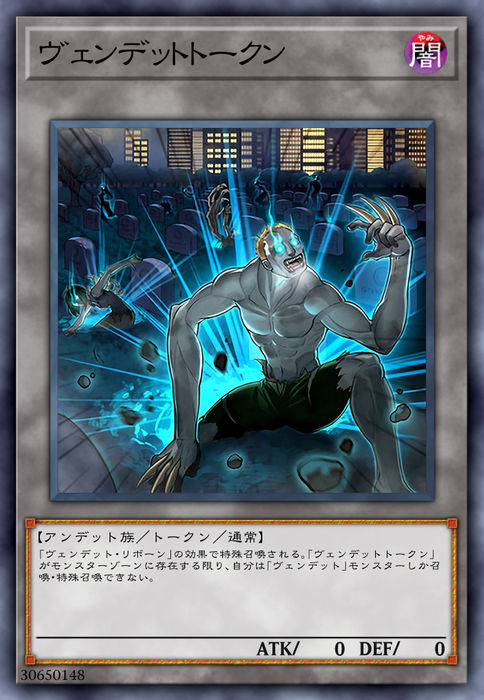 ヴェンデットトークン
やみ
闇
【アンデット族／トークン／通常】
「ヴェンデット・リボーン」の効果で特殊召喚される。「ヴェンデットトークン」
がモンスターゾーンに存在する限り、自分は「ヴェンデット」モンスターしか召
喚・特殊召喚できない。
ATK/ 0 DEF/ 0
30650148